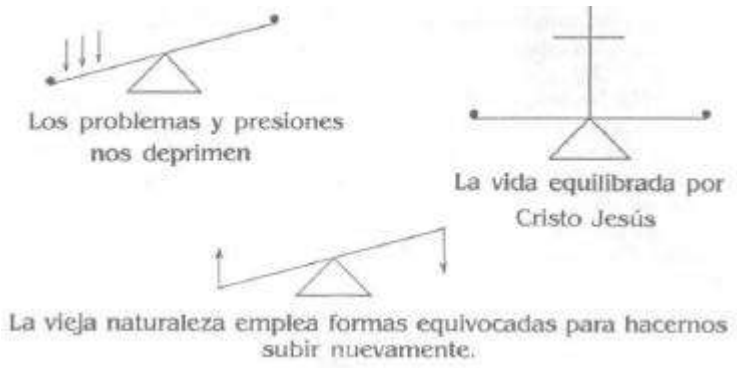 Los problemas y presiones
nos deprimen
La vida equilibrada por
Cristo Jesús
La vieja naturaleza emplea formas equivocadas para hacernos
subir nuevamente.